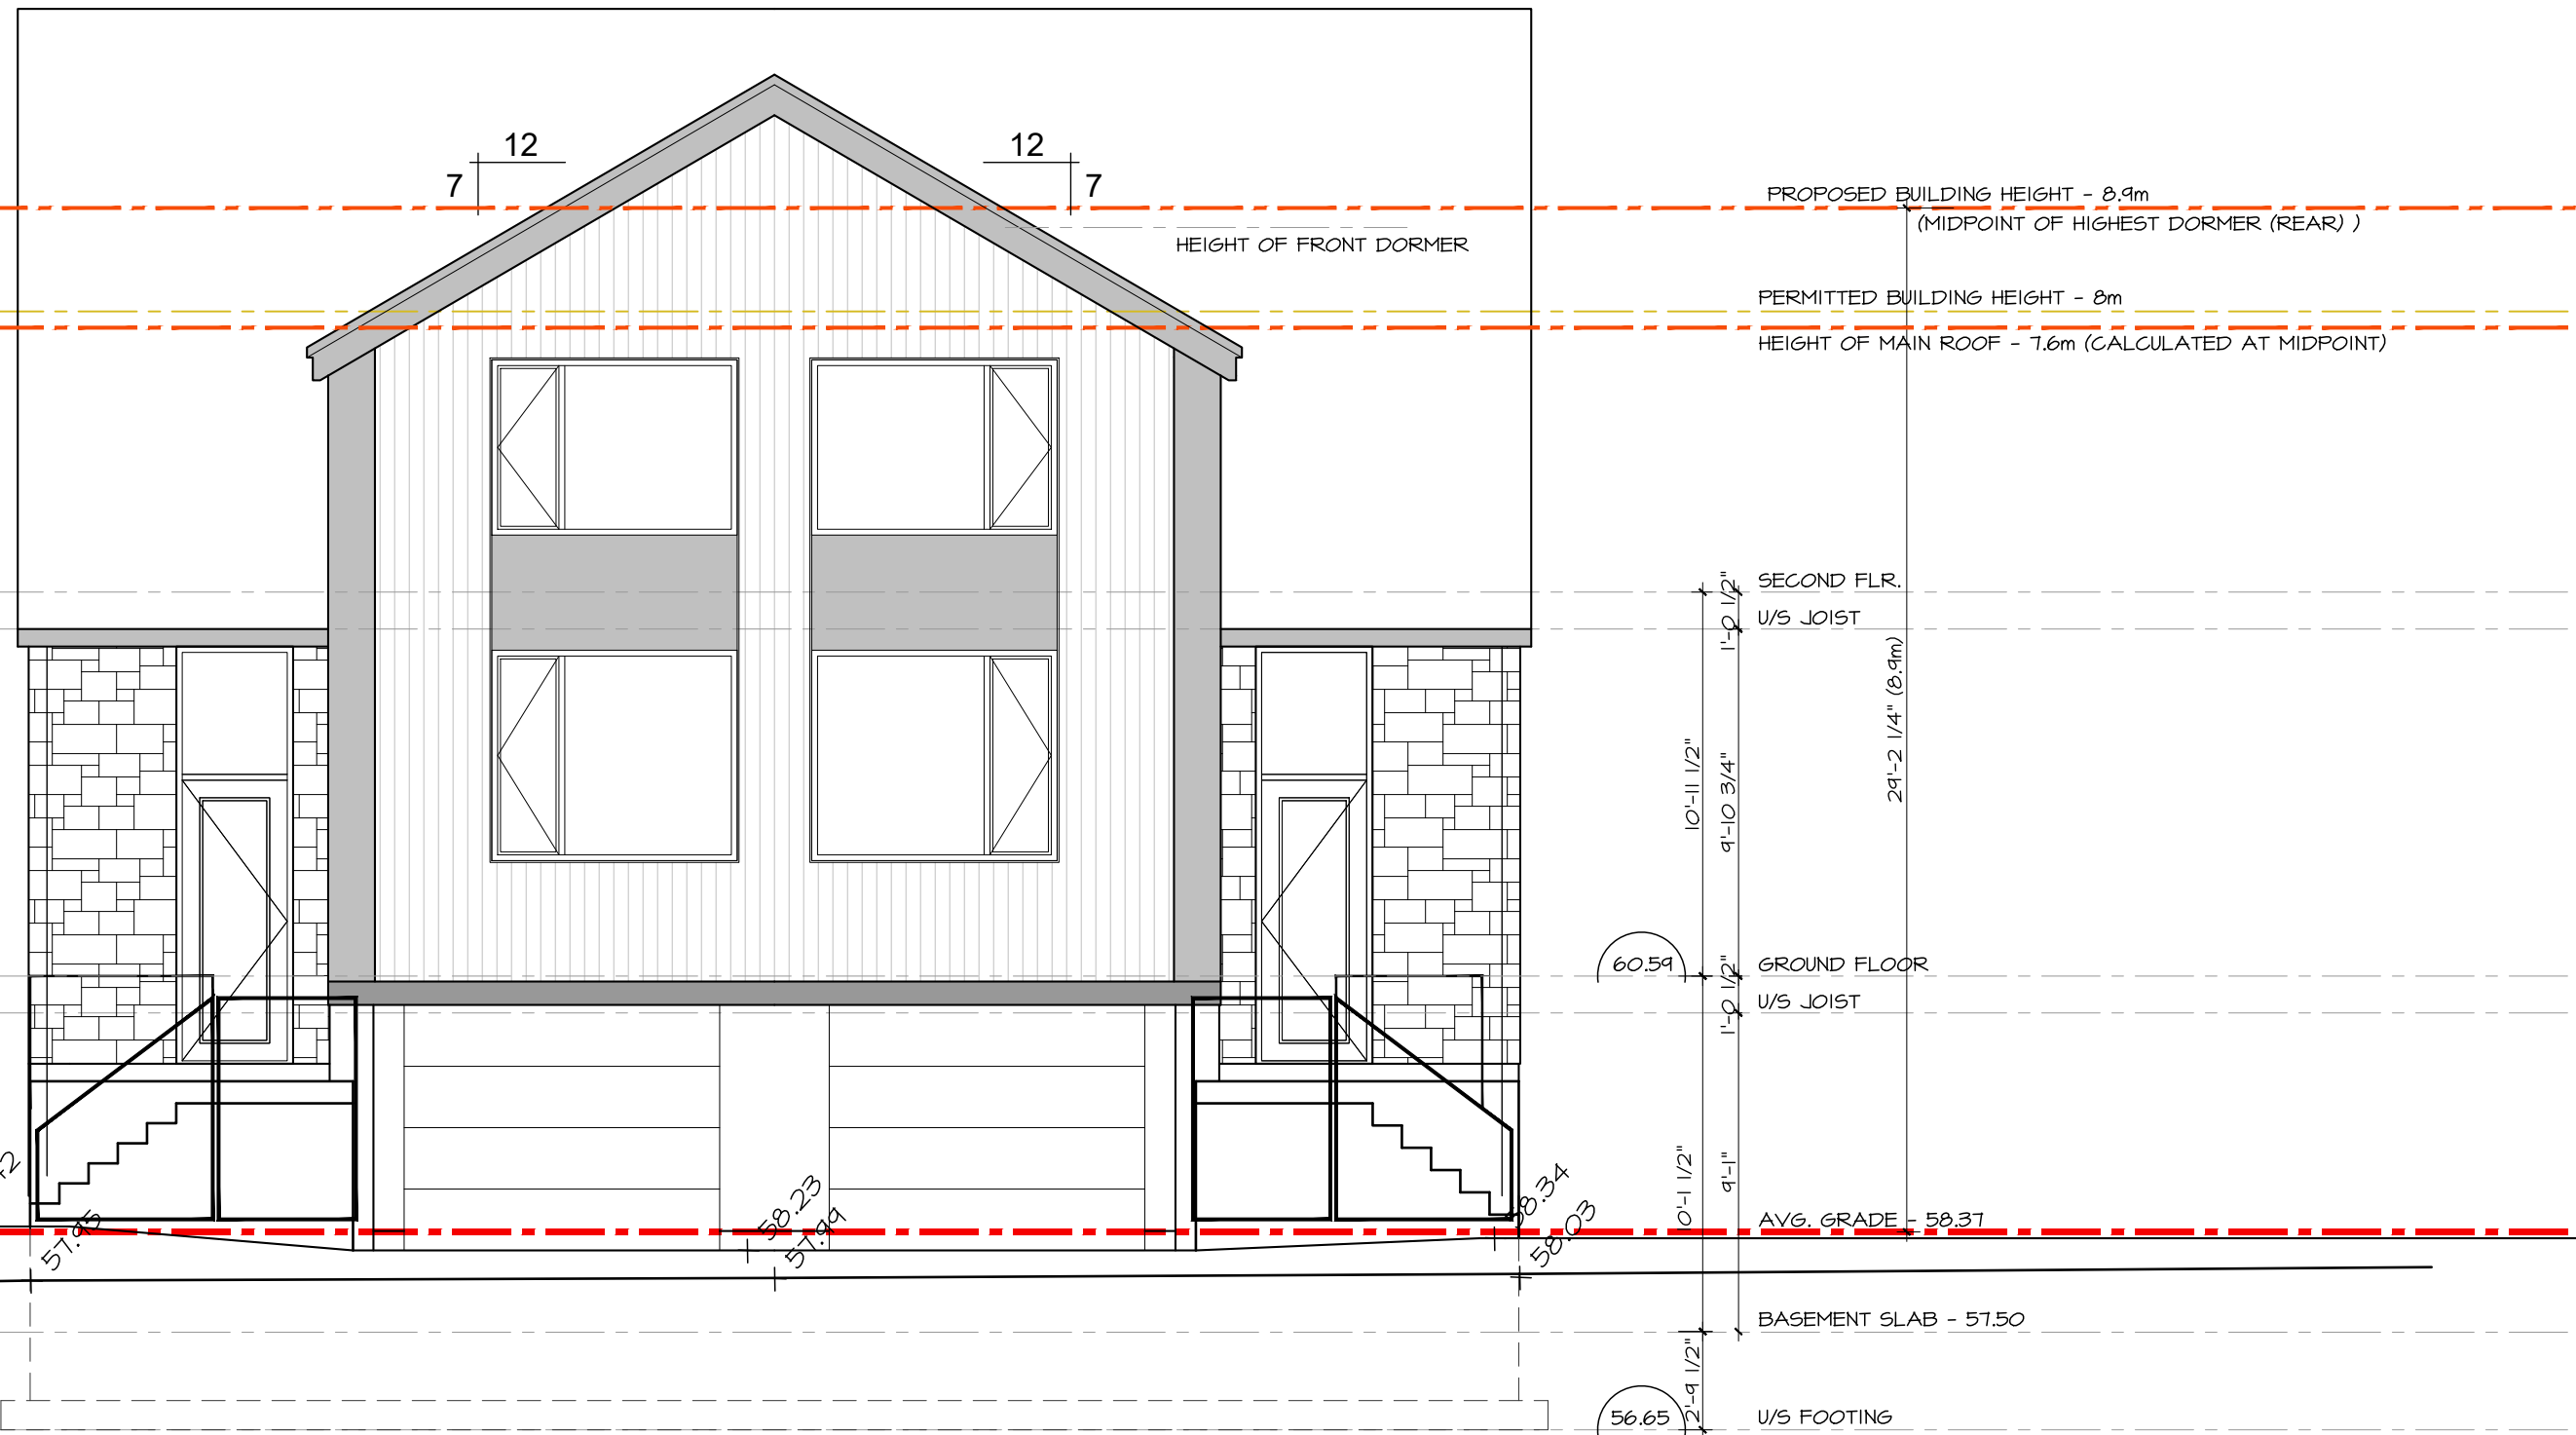 12
12
7
7
PROPOSED BUILDING HEIGHT - 8.9m
(MIDPOINT OF HIGHEST DORMER (REAR) )
HEIGHT OF FRONT DORMER
PERMITTED BUILDING HEIGHT - 8m
HEIGHT OF MAIN ROOF - 7.6m (CALCULATED AT MIDPOINT)
SECOND FLR.
1'-0 1/2"
U/S JOIST
29'-2 1/4" (8.9m)
10'-11 1/2"
9'-10 3/4"
60.59
GROUND FLOOR
1'-0 1/2"
U/S JOIST
10'-1 1/2"
9'-1"
58.23
57.99
58.34
58.03
57.95
AVG. GRADE - 58.37
BASEMENT SLAB - 57.50
2'-9 1/2"
56.65
U/S FOOTING